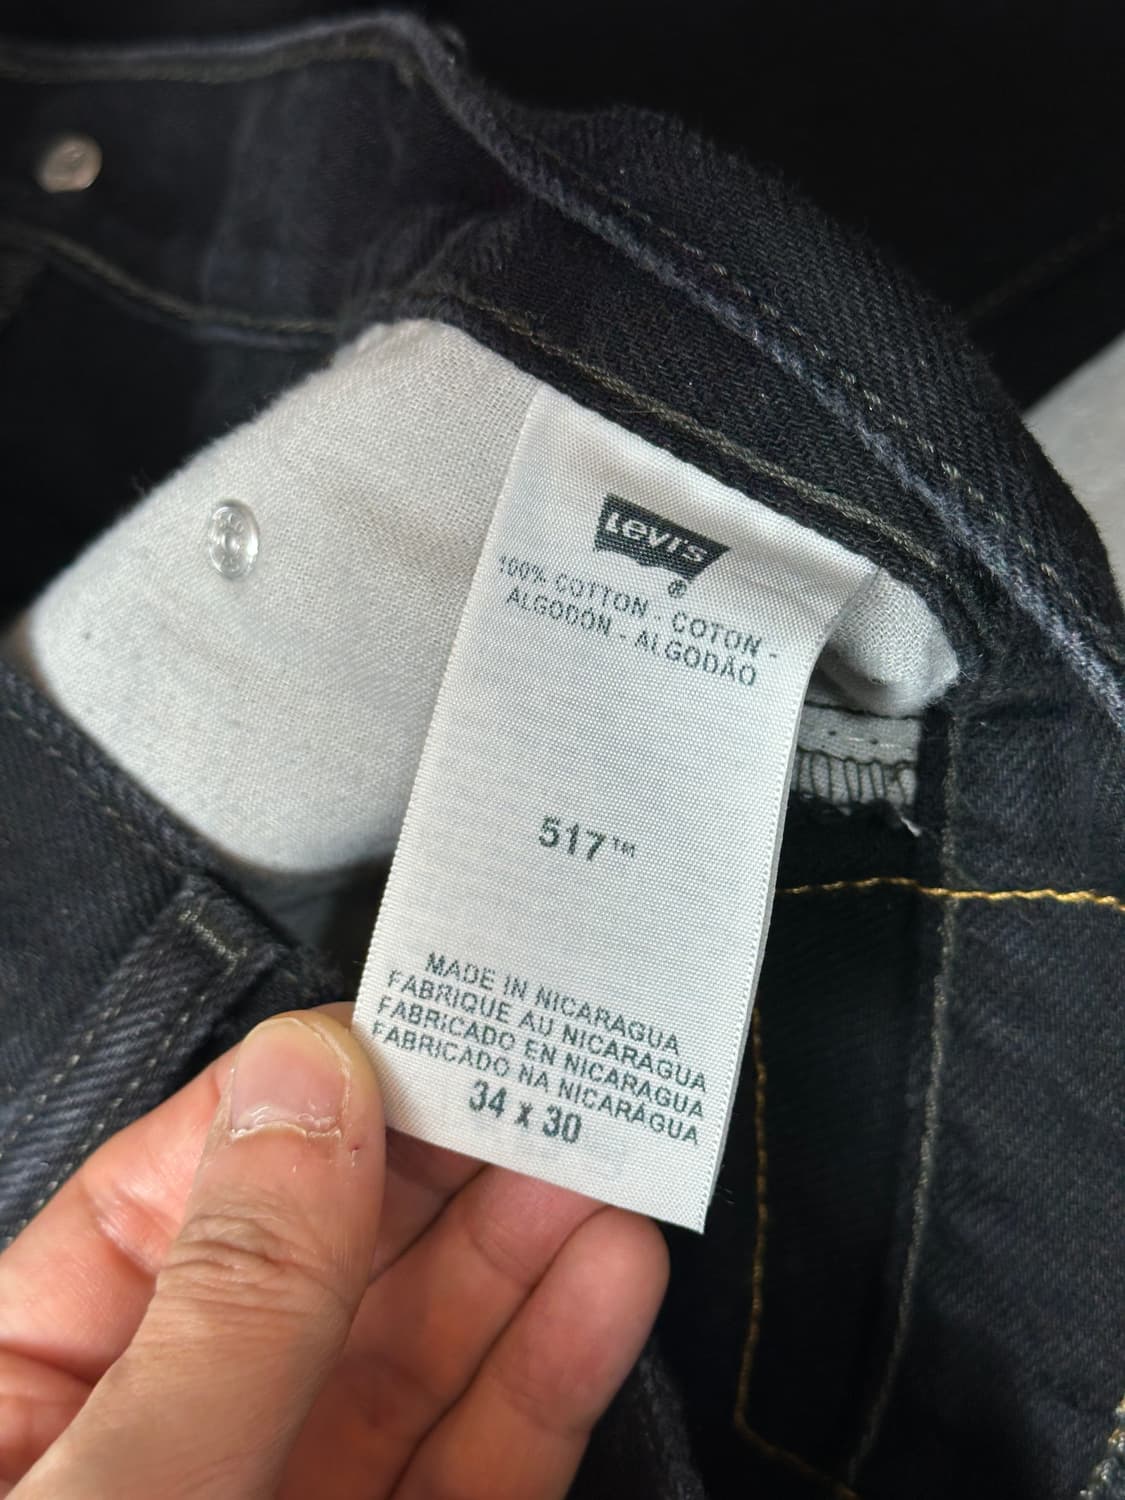 Levi's
®
100% COTTON - COTON -
ALGODON - ALGODÃO
517™
MADE IN NICARAGUA
FABRIQUE AU NICARAGUA
FABRICADO EN NICARAGUA
FABRICADO NA NICARÁGUA
34 x 30